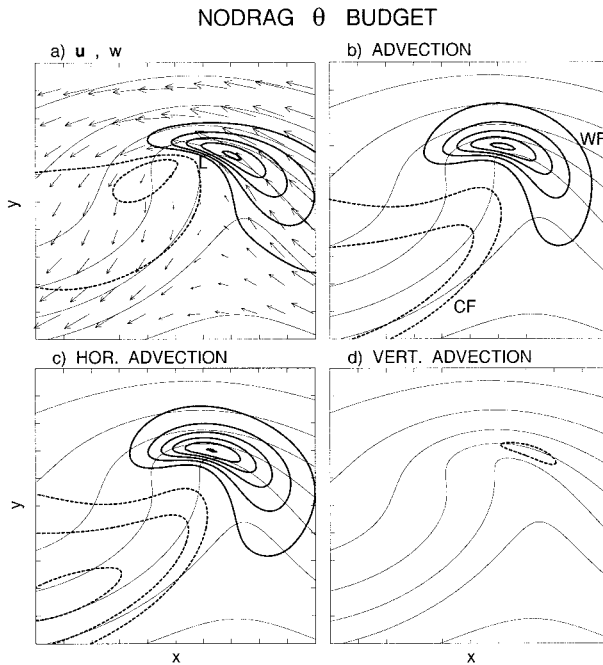 NODRAG θ BUDGET
a) u , w
b) ADVECTION
L
WF
y
CF
c) HOR. ADVECTION
d) VERT. ADVECTION
y
x
x